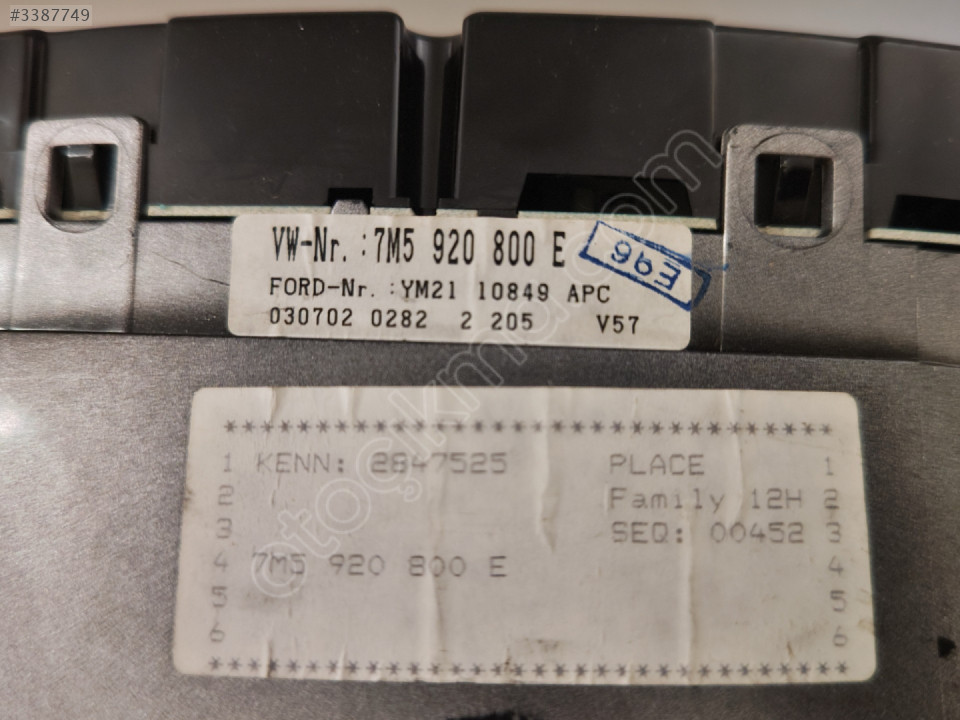 #3387749
VW-Nr. :7M5 920 800 E
FORD-Nr. :YM21 10849 APC
030702 0282 2 205 V57
otoçıkma.com
*****************************************
1 KENN: 2847525 PLACE 1
2 Family 12H 2
3 SEQ: 00452 3
4 7M5 920 800 E 4
5 5
6 6
*****************************************